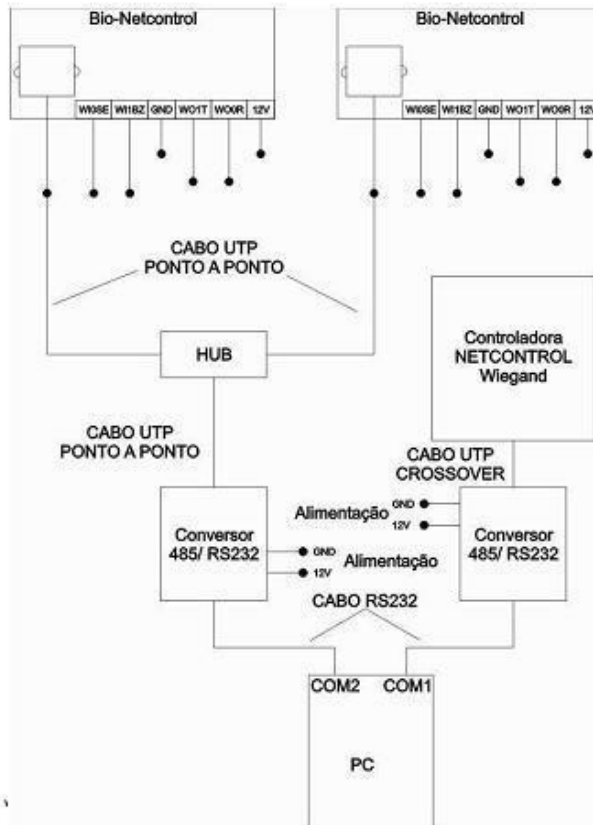 Bio-Netcontrol
WI0SE WI1BZ GND WO1T WO0R 12V
Bio-Netcontrol
WI0SE WI1BZ GND WO1T WO0R 12V
CABO UTP
PONTO A PONTO
HUB
Controladora
NETCONTROL
Wiegand
CABO UTP
PONTO A PONTO
CABO UTP
CROSSOVER
Conversor
485/ RS232
GND
12V
Alimentação
Alimentação
GND
12V
Conversor
485/ RS232
CABO RS232
COM2
COM1
PC